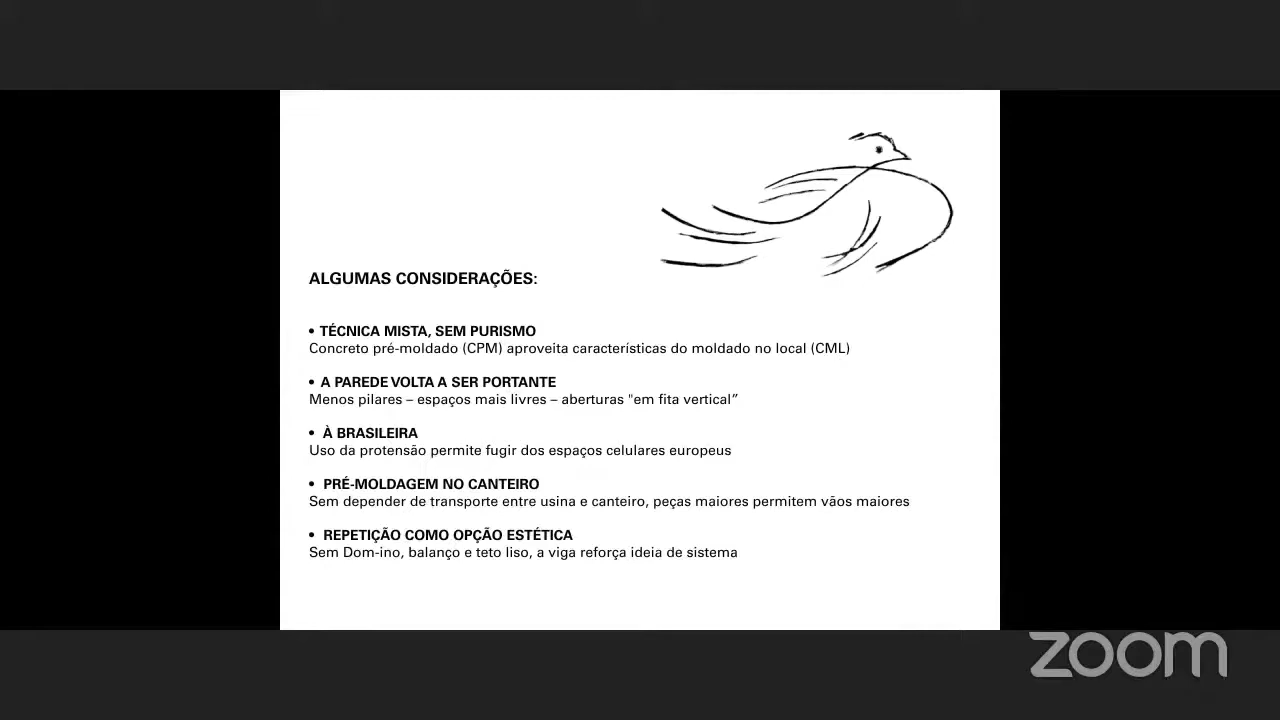 ALGUMAS CONSIDERAÇÕES:
• TÉCNICA MISTA, SEM PURISMO
Concreto pré-moldado (CPM) aproveita características do moldado no local (CML)
• A PAREDE VOLTA A SER PORTANTE
Menos pilares – espaços mais livres – aberturas "em fita vertical”
• À BRASILEIRA
Uso da protensão permite fugir dos espaços celulares europeus
• PRÉ-MOLDAGEM NO CANTEIRO
Sem depender de transporte entre usina e canteiro, peças maiores permitem vãos maiores
• REPETIÇÃO COMO OPÇÃO ESTÉTICA
Sem Dom-ino, balanço e teto liso, a viga reforça ideia de sistema
zoom